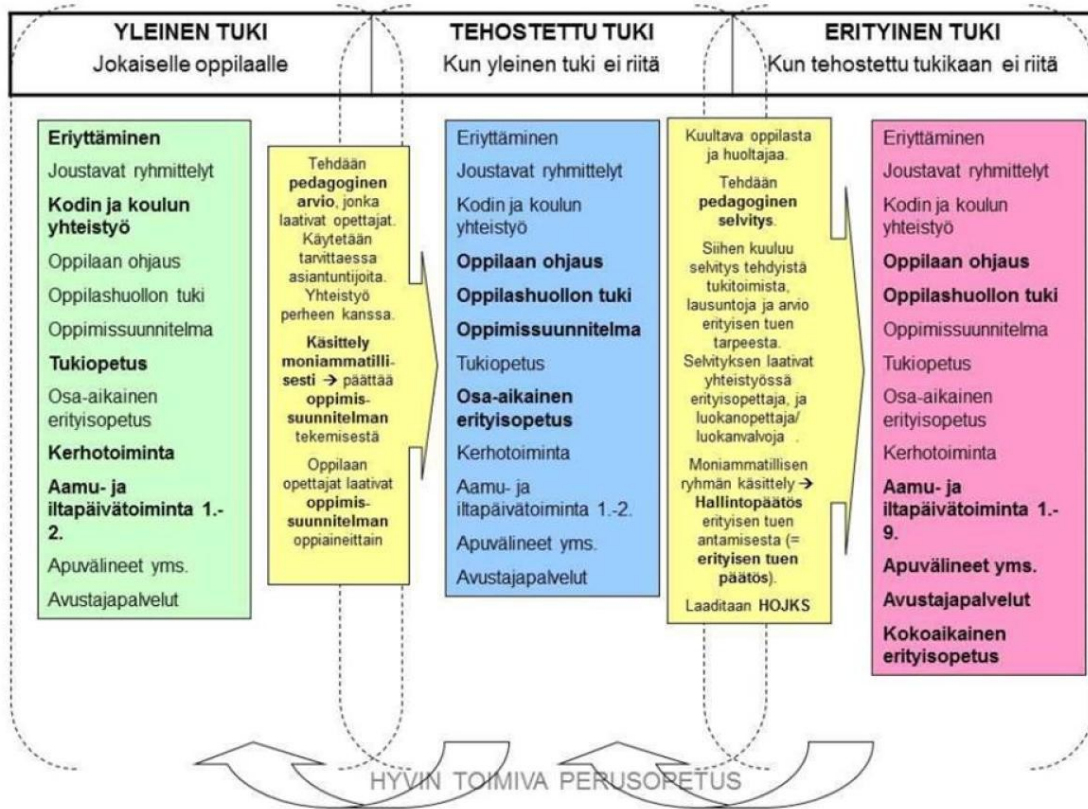 YLEINEN TUKI
Jokaiselle oppilaalle
TEHOSTETTU TUKI
Kun yleinen tuki ei riitä
ERITYINEN TUKI
Kun tehostettu tukikaan ei riitä
Eriyttäminen
Joustavat ryhmittelyt
Kodin ja koulun
yhteistyö
Oppilaan ohjaus
Oppilashuollon tuki
Oppimissuunnitelma
Tukiopetus
Osa-aikainen
erityisopetus
Kerhotoiminta
Aamu- ja
iltapäivätoiminta 1.-
2.
Apuvälineet yms.
Avustajapalvelut
Tehdään
pedagoginen
arvio, jonka
laativat opettajat.
Käytetään
tarvittaessa
asiantuntijoita.
Yhteistyö
perheen kanssa.
Käsittely
moniammatilli-
sesti → päättää
oppimis-
suunnitelman
tekemisestä
Oppilaan
opettajat laativat
oppimis-
suunnitelman
oppiaineittain
Eriyttäminen
Joustavat ryhmittelyt
Kodin ja koulun
yhteistyö
Oppilaan ohjaus
Oppilashuollon tuki
Oppimissuunnitelma
Tukiopetus
Osa-aikainen
erityisopetus
Kerhotoiminta
Aamu- ja
iltapäivätoiminta 1.-2.
Apuvälineet yms.
Avustajapalvelut
Kuultava oppilasta
ja huoltajaa.
Tehdään
pedagoginen
selvitys.
Siihen kuuluu
selvitys tehdyistä
tukitoimista,
lausuntoja ja arvio
erityisen tuen
tarpeesta.
Selvityksen laativat
yhteistyössä
erityisopettaja, ja
luokanopettaja/
luokanvalvoja .
Moniammatillisen
ryhmän käsittely →
Hallintopäätös
erityisen tuen
antamisesta (=
erityisen tuen
päätös).
Laaditaan HOJKS
Eriyttäminen
Joustavat ryhmittelyt
Kodin ja koulun
yhteistyö
Oppilaan ohjaus
Oppilashuollon tuki
Oppimissuunnitelma
Tukiopetus
Osa-aikainen
erityisopetus
Kerhotoiminta
Aamu- ja
iltapäivätoiminta 1.-
9.
Apuvälineet yms.
Avustajapalvelut
Kokoaikainen
erityisopetus
HYVIN TOIMIVA PERUSOPETUS